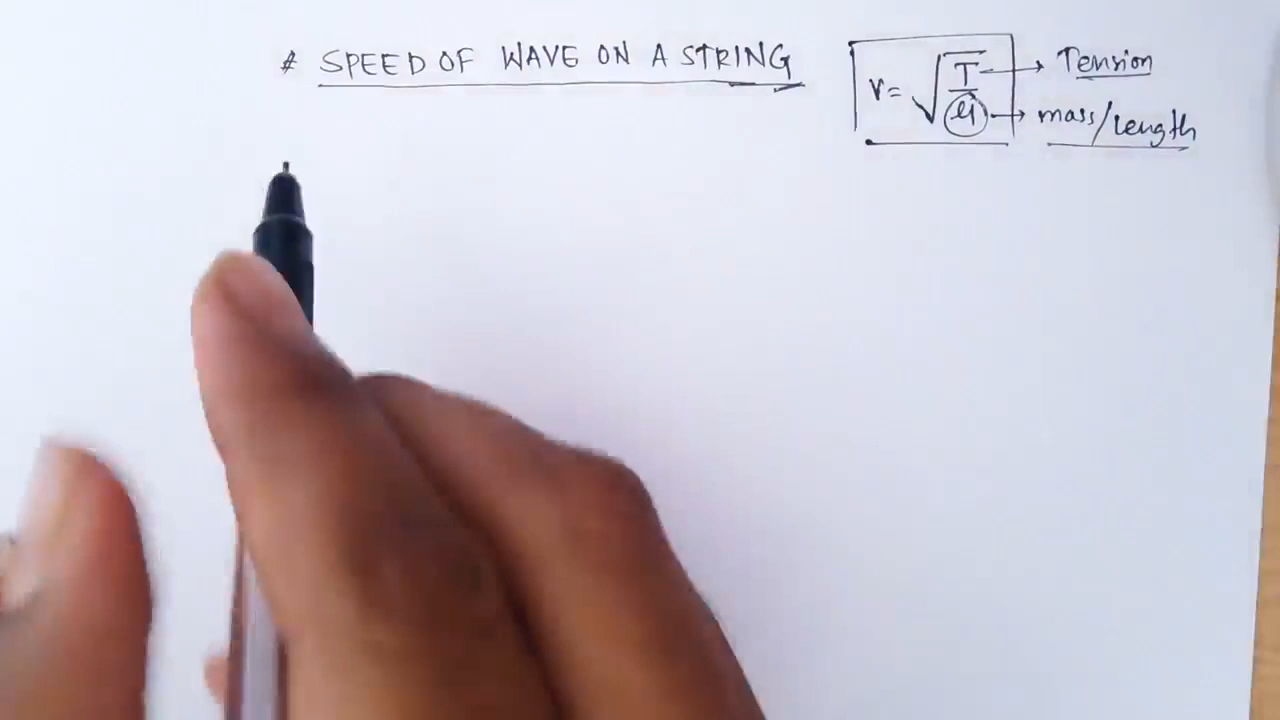 # SPEED OF WAVE ON A STRING
v = √(T/μ) → Tension
→ mass/Length